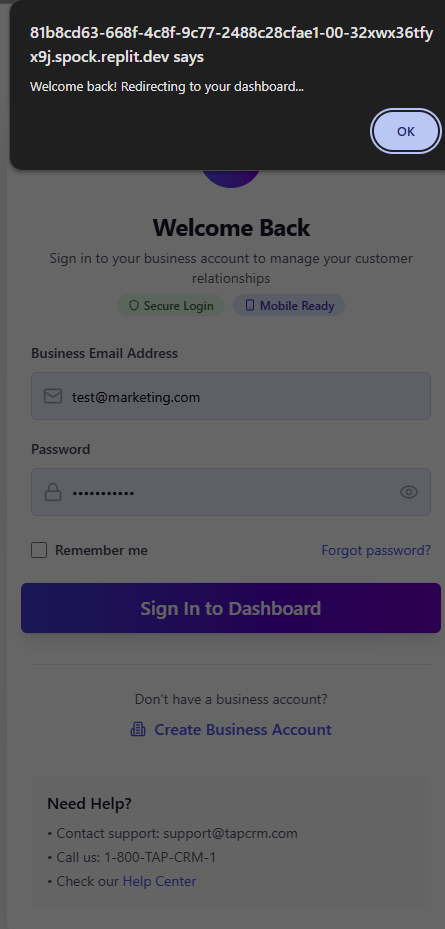 81b8cd63-668f-4c8f-9c77-2488c28cfae1-00-32xwx36tfy
x9j.spock.replit.dev says
Welcome back! Redirecting to your dashboard...
OK
Welcome Back
Sign in to your business account to manage your customer
relationships
Secure Login
Mobile Ready
Business Email Address
test@marketing.com
Password
•••••••••••
Remember me
Forgot password?
Sign In to Dashboard
Don't have a business account?
Create Business Account
Need Help?
• Contact support: support@tapcrm.com
• Call us: 1-800-TAP-CRM-1
• Check our Help Center